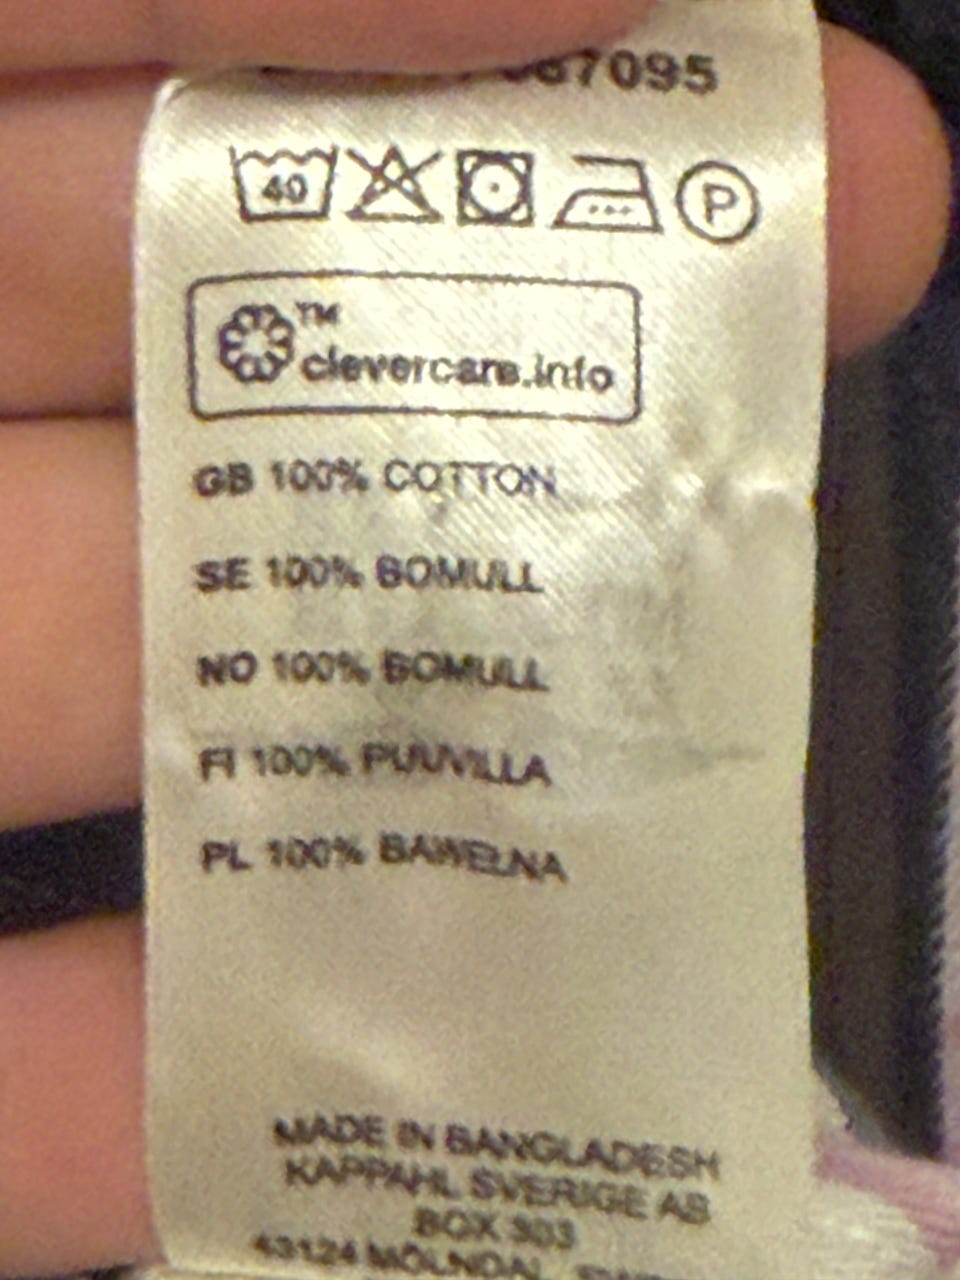 67095
40 P
TM
clevercare.info
GB 100% COTTON
SE 100% BOMULL
NO 100% BOMULL
FI 100% PUUVILLA
PL 100% BAWEŁNA
MADE IN BANGLADESH
KAPPAHL SVERIGE AB
BOX 303
43124 MÖLNDAL